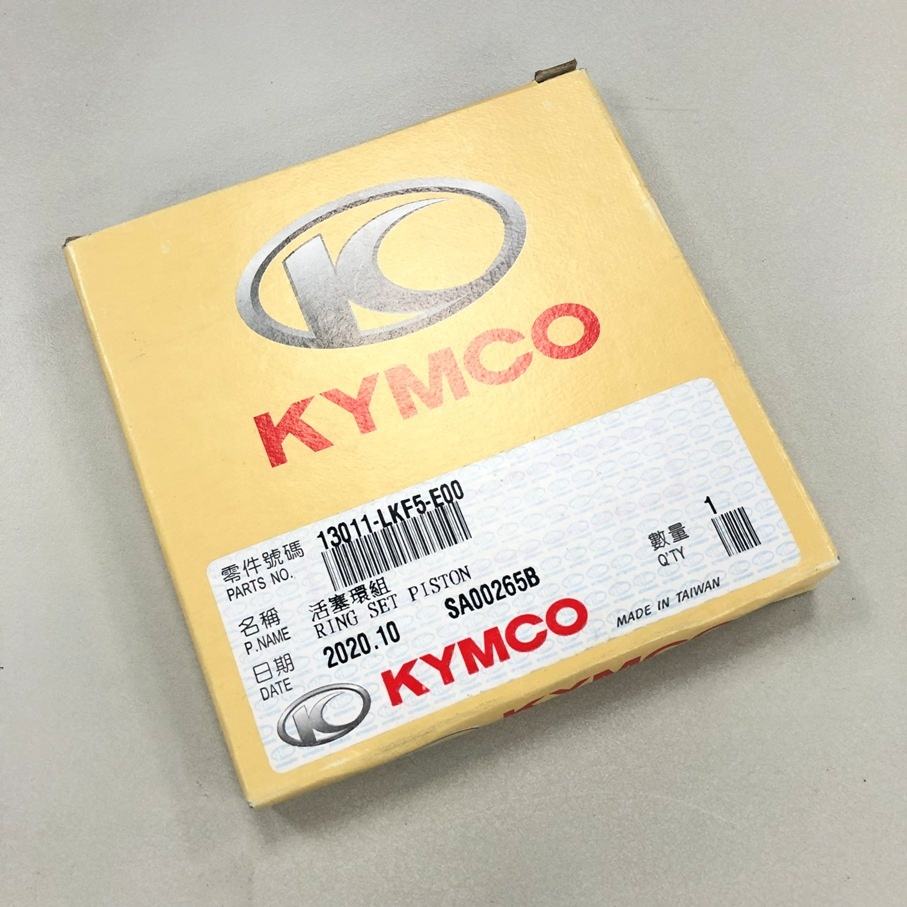 KYMCO
零件號碼 13011-LKF5-E00
PARTS NO.
數量 1
Q'TY
名稱 活塞環組
P.NAME RING SET PISTON
日期 2020.10 SA00265B
DATE
KYMCO MADE IN TAIWAN
KYMCO